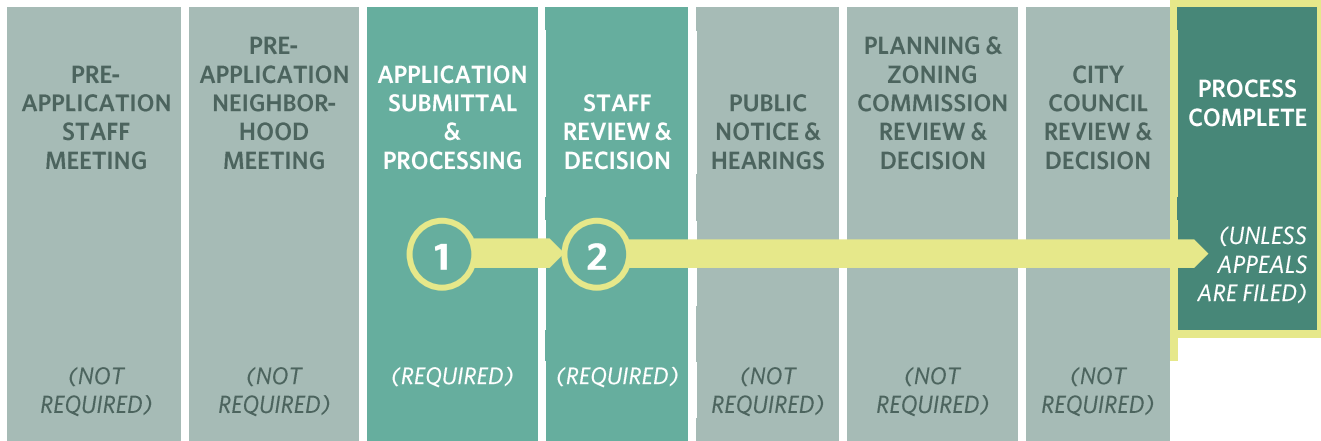 PRE-
APPLICATION
STAFF
MEETING
(NOT
REQUIRED)
PRE-
APPLICATION
NEIGHBOR-
HOOD
MEETING
(NOT
REQUIRED)
APPLICATION
SUBMITTAL
&
PROCESSING
1
(REQUIRED)
STAFF
REVIEW &
DECISION
2
(REQUIRED)
PUBLIC
NOTICE &
HEARINGS
(NOT
REQUIRED)
PLANNING &
ZONING
COMMISSION
REVIEW &
DECISION
(NOT
REQUIRED)
CITY
COUNCIL
REVIEW &
DECISION
(NOT
REQUIRED)
PROCESS
COMPLETE
(UNLESS
APPEALS
ARE FILED)